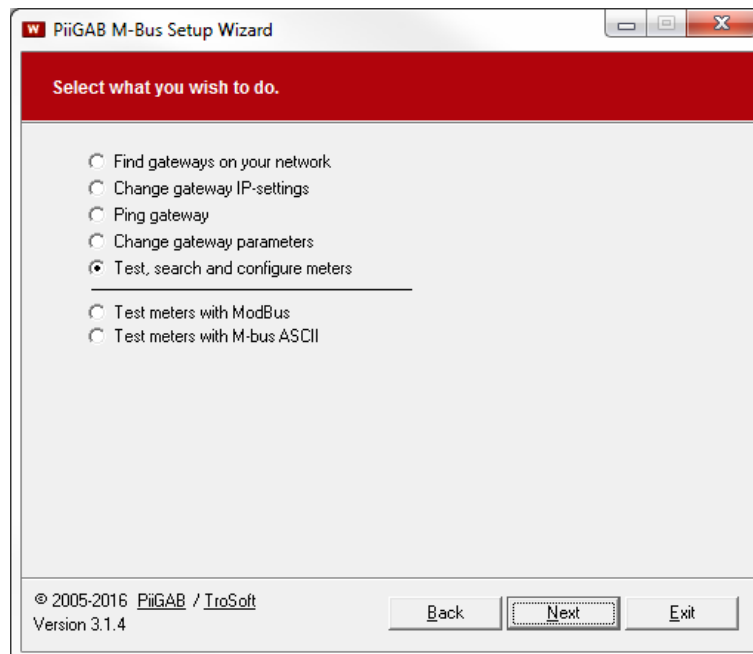 W PiiGAB M-Bus Setup Wizard
Select what you wish to do.
Find gateways on your network
Change gateway IP-settings
Ping gateway
Change gateway parameters
Test, search and configure meters
Test meters with ModBus
Test meters with M-bus ASCII
© 2005-2016 PiiGAB / TroSoft
Version 3.1.4
Back Next Exit